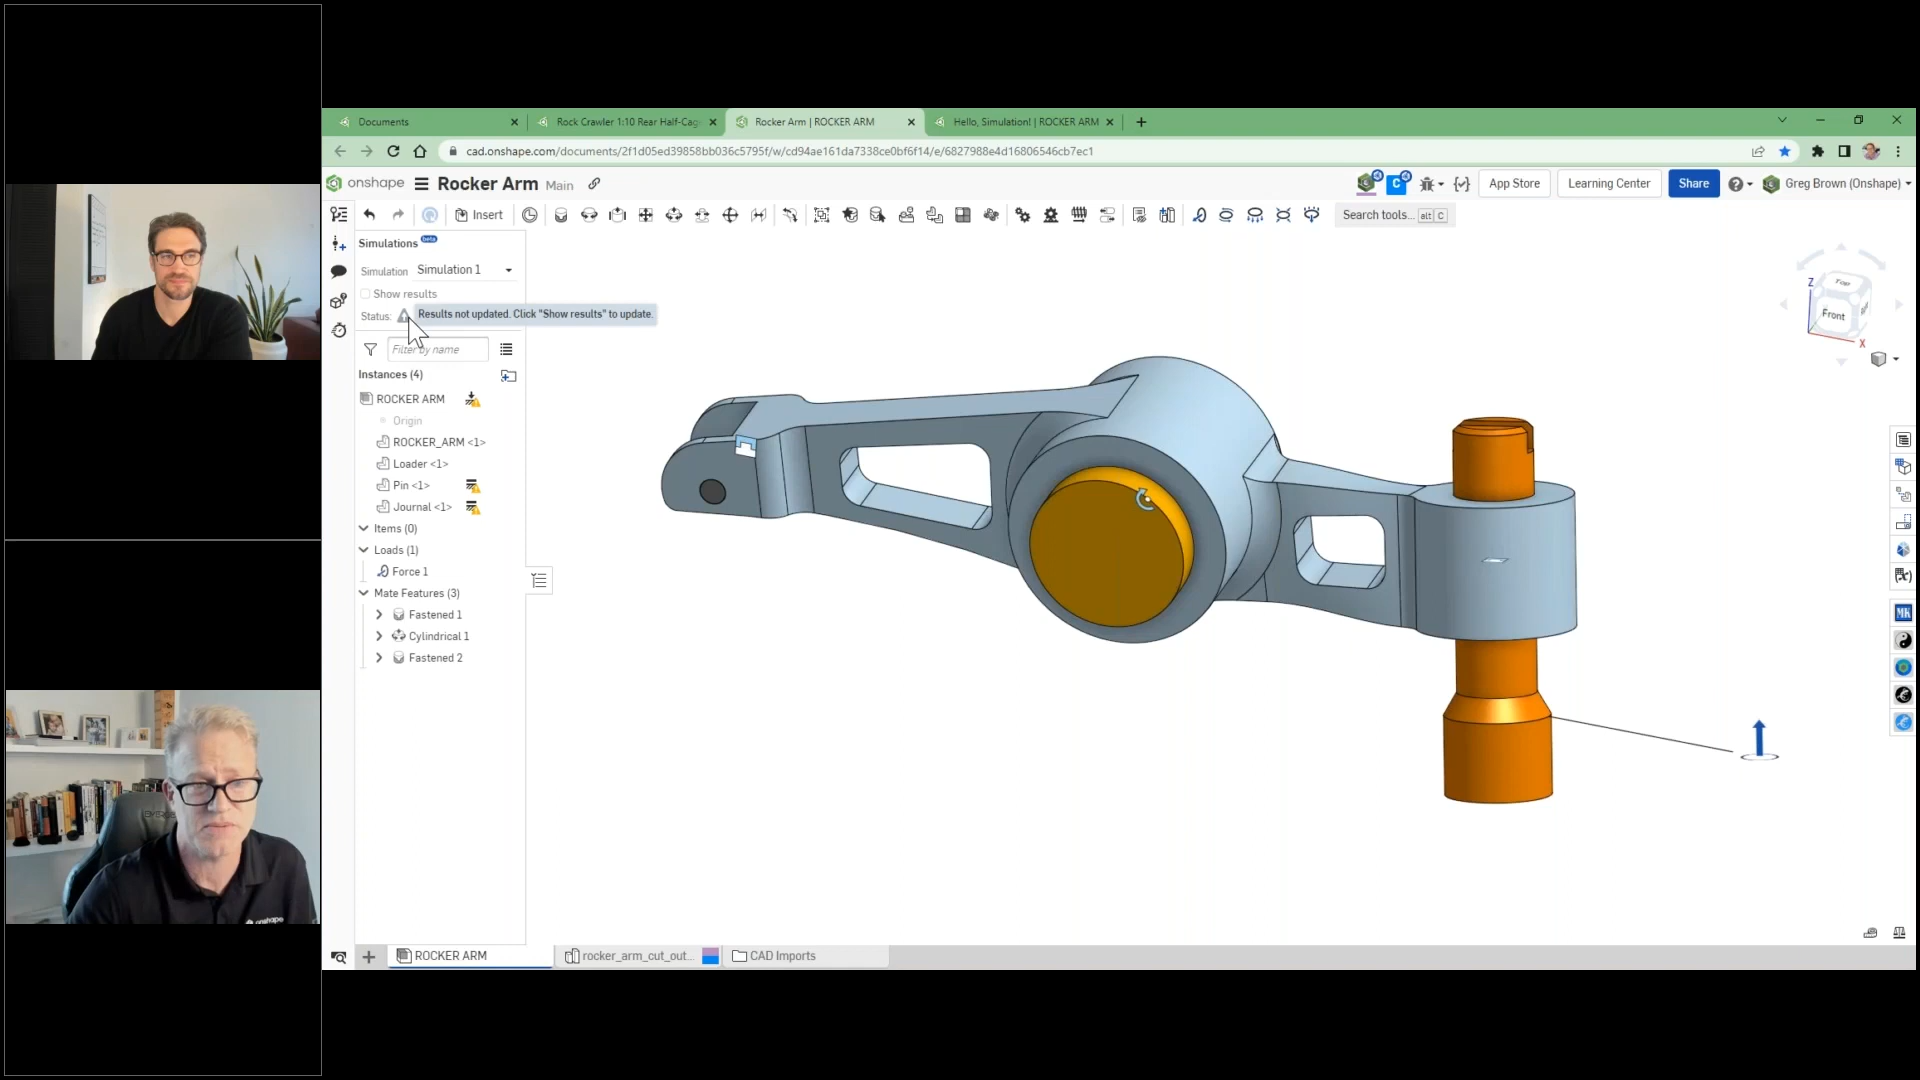 Documents
Rock Crawler 1:10 Rear Half-Cag
Rocker Arm | ROCKER ARM
Hello, Simulation! | ROCKER ARM
cad.onshape.com/documents/2f1d05ed39858bb036c5795f/w/cd94ae161da7338ce0bf6f14/e/6827988e4d16806546cb7ec1
onshape
Rocker Arm Main
App Store
Learning Center
Share
Greg Brown (Onshape)
Insert
Search tools... alt C
Simulations beta
Simulation Simulation 1
Show results
Status:
Results not updated. Click "Show results" to update.
Filter by name
Instances (4)
ROCKER ARM
Origin
ROCKER_ARM <1>
Loader <1>
Pin <1>
Journal <1>
Items (0)
Loads (1)
Force 1
Mate Features (3)
Fastened 1
Cylindrical 1
Fastened 2
Z
Top
Front
X
MK
onshape
ROCKER ARM
rocker_arm_cut_out...
CAD Imports